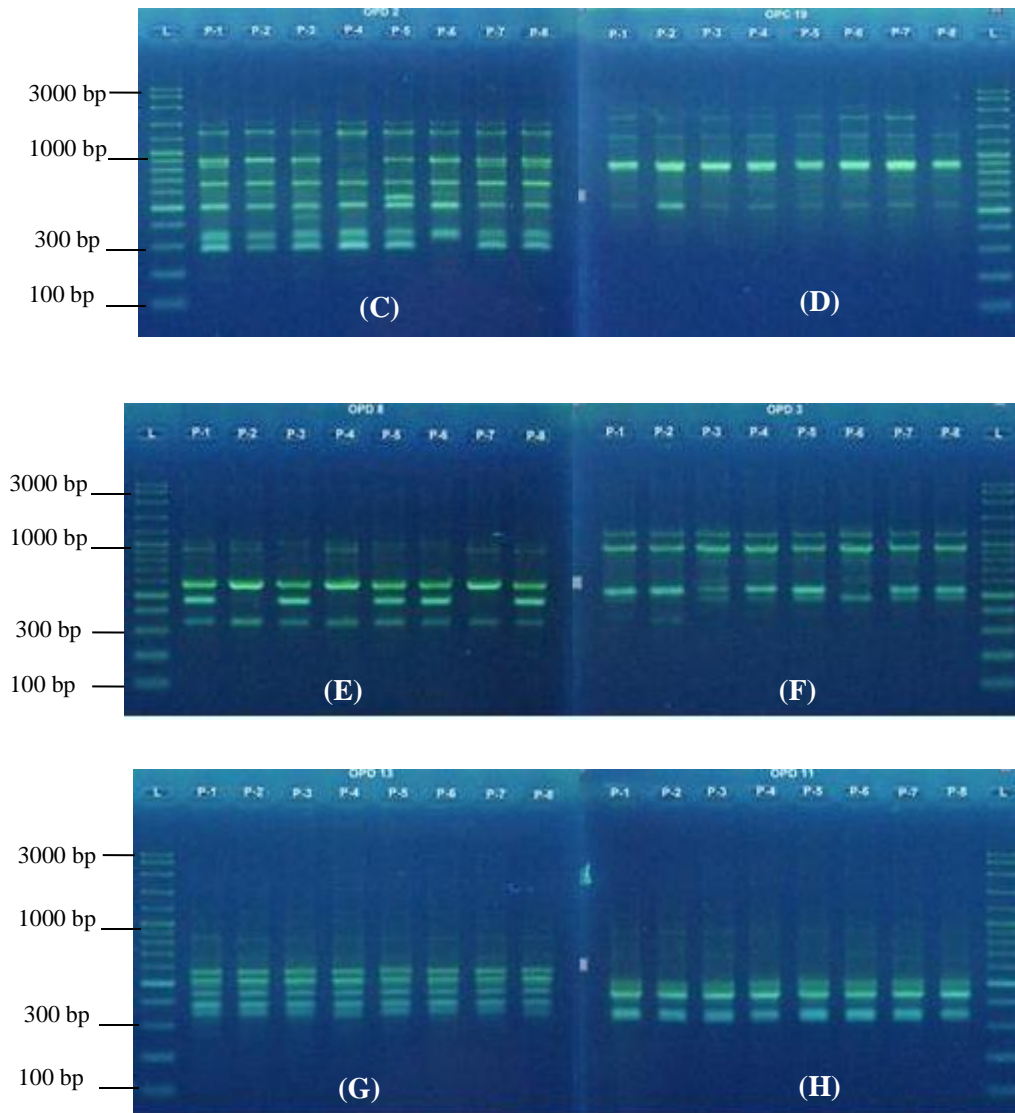 OPD 2 OPC 19
L P-1 P-2 P-3 P-4 P-5 P-6 P-7 P-8 P-1 P-2 P-3 P-4 P-5 P-6 P-7 P-8 L
3000 bp
1000 bp
300 bp
100 bp
(C) (D)
OPD 8 OPD 3
L P-1 P-2 P-3 P-4 P-5 P-6 P-7 P-8 P-1 P-2 P-3 P-4 P-5 P-6 P-7 P-8 L
3000 bp
1000 bp
300 bp
100 bp
(E) (F)
OPD 13 OPD 11
L P-1 P-2 P-3 P-4 P-5 P-6 P-7 P-8 P-1 P-2 P-3 P-4 P-5 P-6 P-7 P-8 L
3000 bp
1000 bp
300 bp
100 bp
(G) (H)